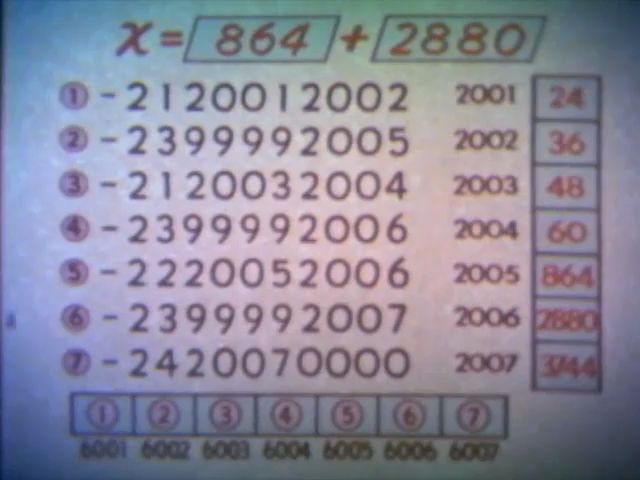 x = 864 + 2880
① -2120012002 2001 24
② -2399992005 2002 36
③ -2120032004 2003 48
④ -2399992006 2004 60
⑤ -2220052006 2005 864
⑥ -2399992007 2006 2880
⑦ -2420070000 2007 3744
① ② ③ ④ ⑤ ⑥ ⑦
6001 6002 6003 6004 6005 6006 6007